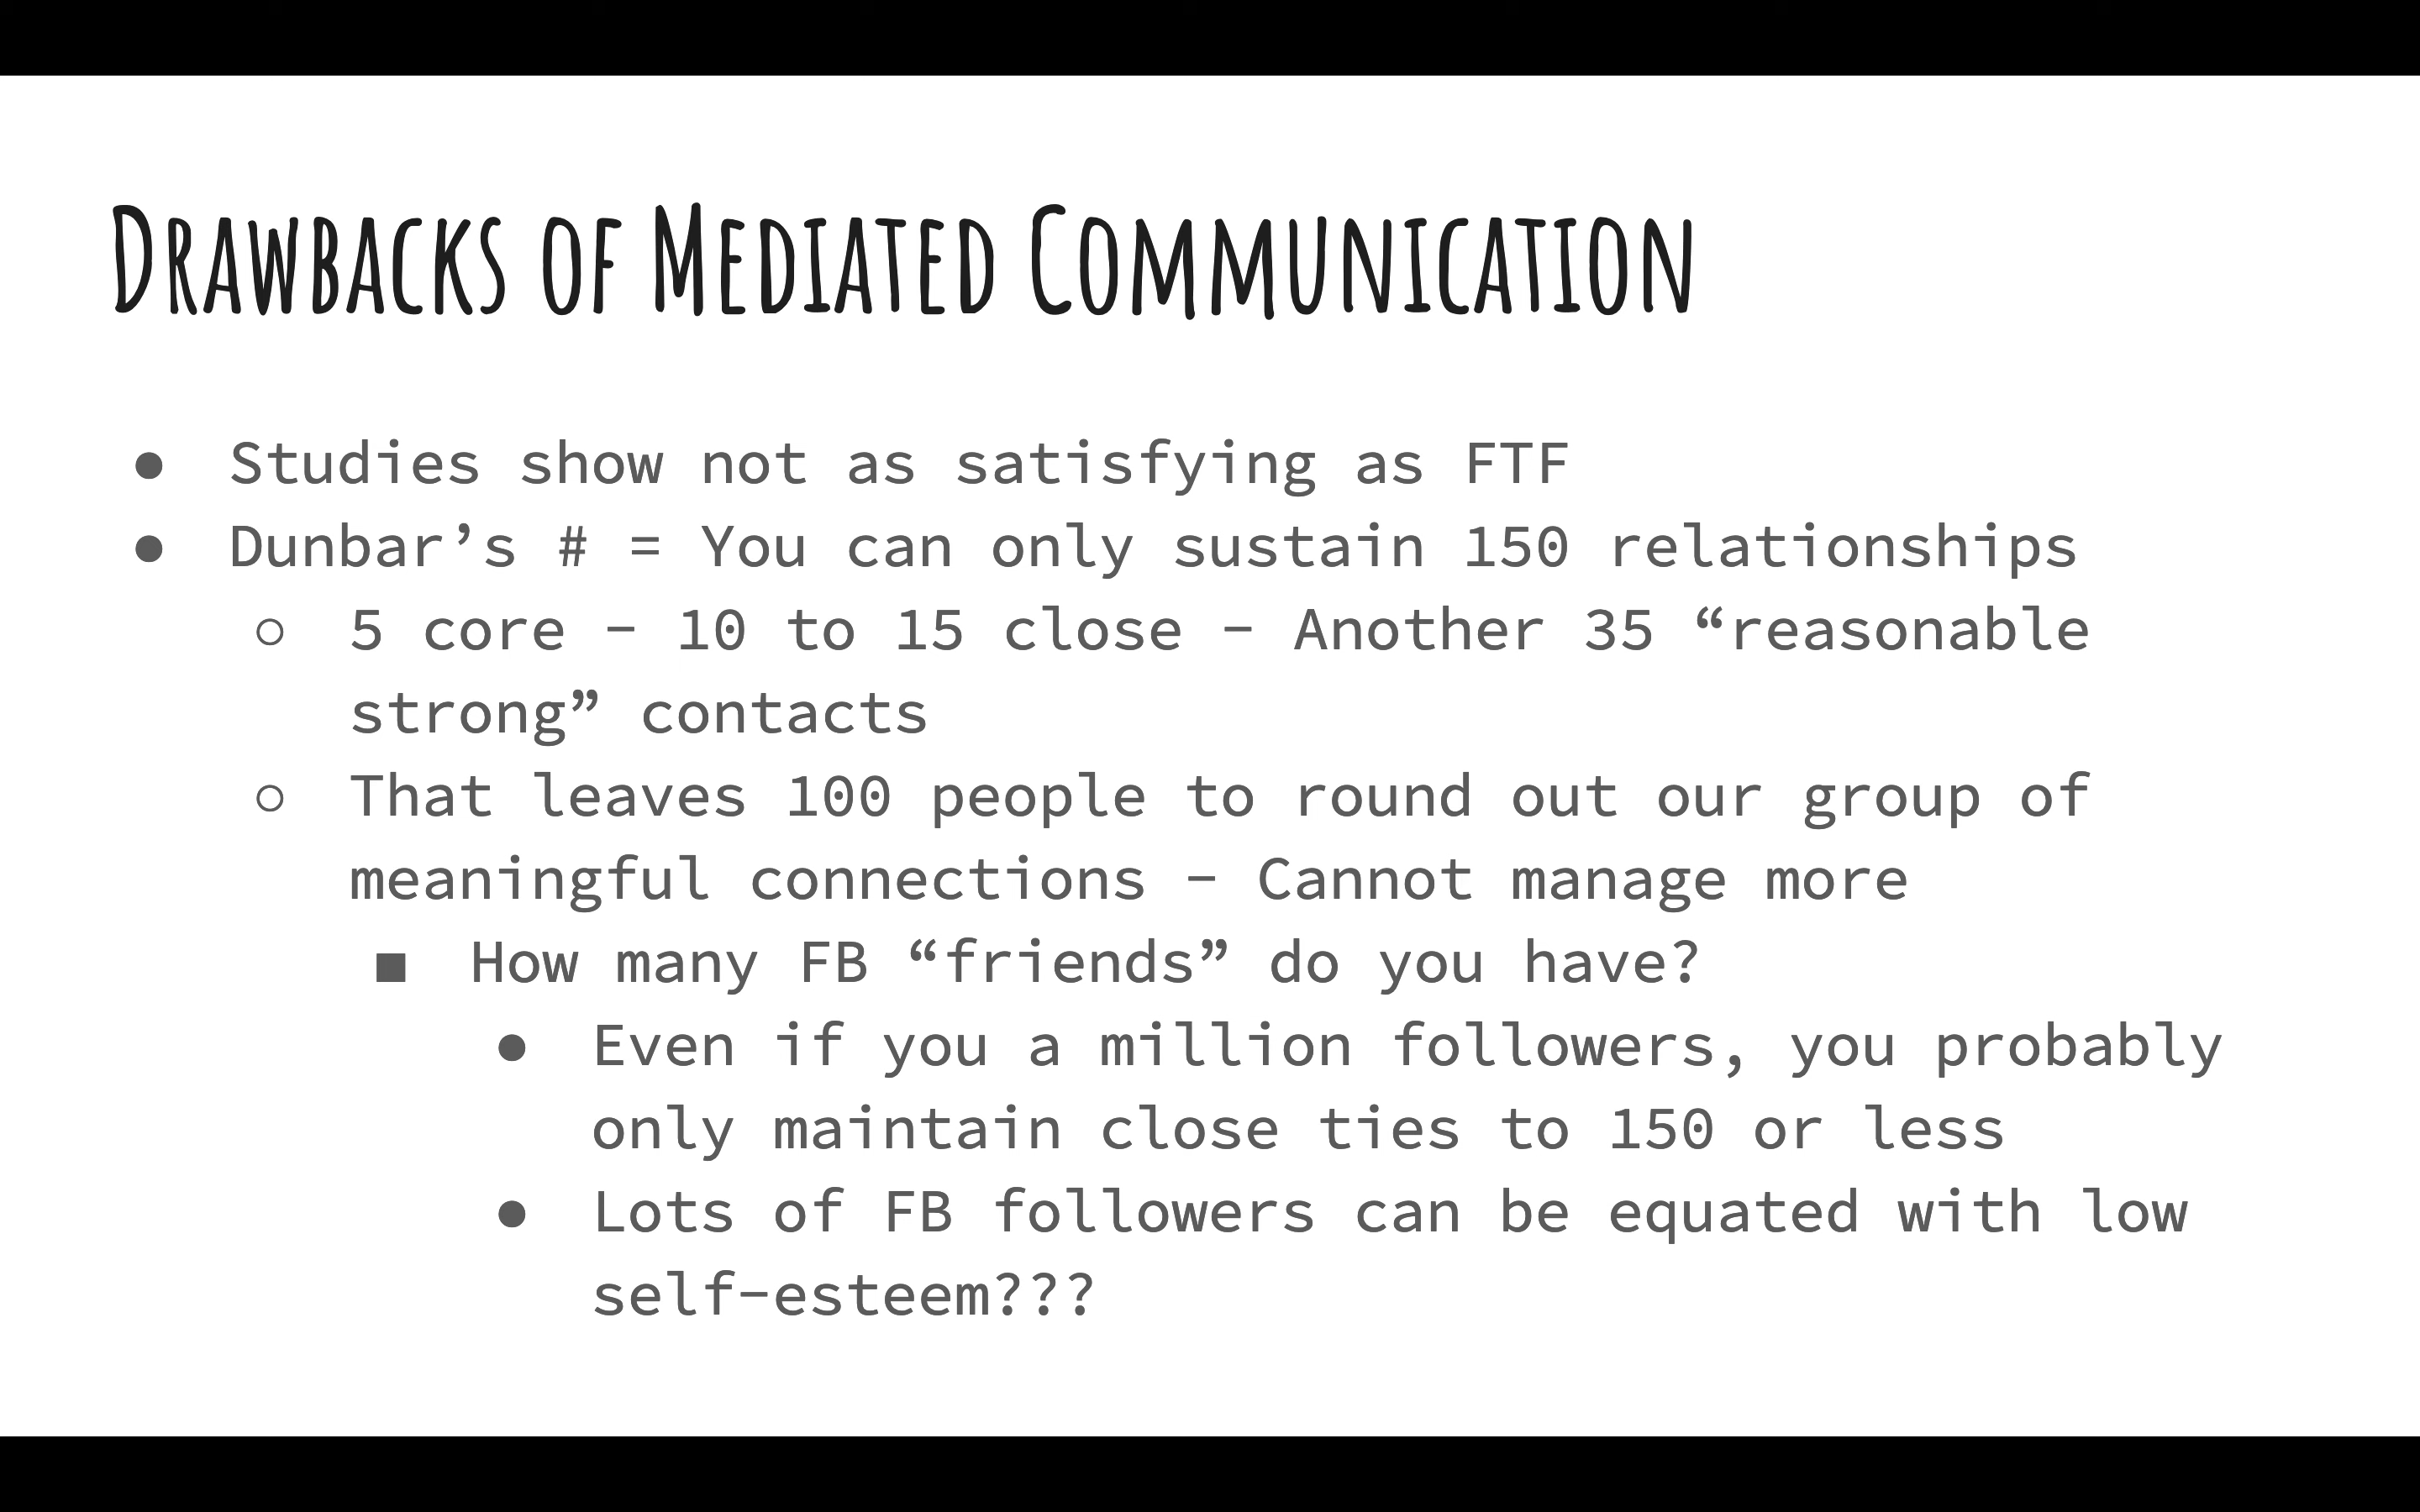 Drawbacks of Mediated Communication
● Studies show not as satisfying as FTF
● Dunbar’s # = You can only sustain 150 relationships
○ 5 core – 10 to 15 close – Another 35 “reasonable
strong” contacts
○ That leaves 100 people to round out our group of
meaningful connections – Cannot manage more
■ How many FB “friends” do you have?
● Even if you a million followers, you probably
only maintain close ties to 150 or less
● Lots of FB followers can be equated with low
self-esteem???